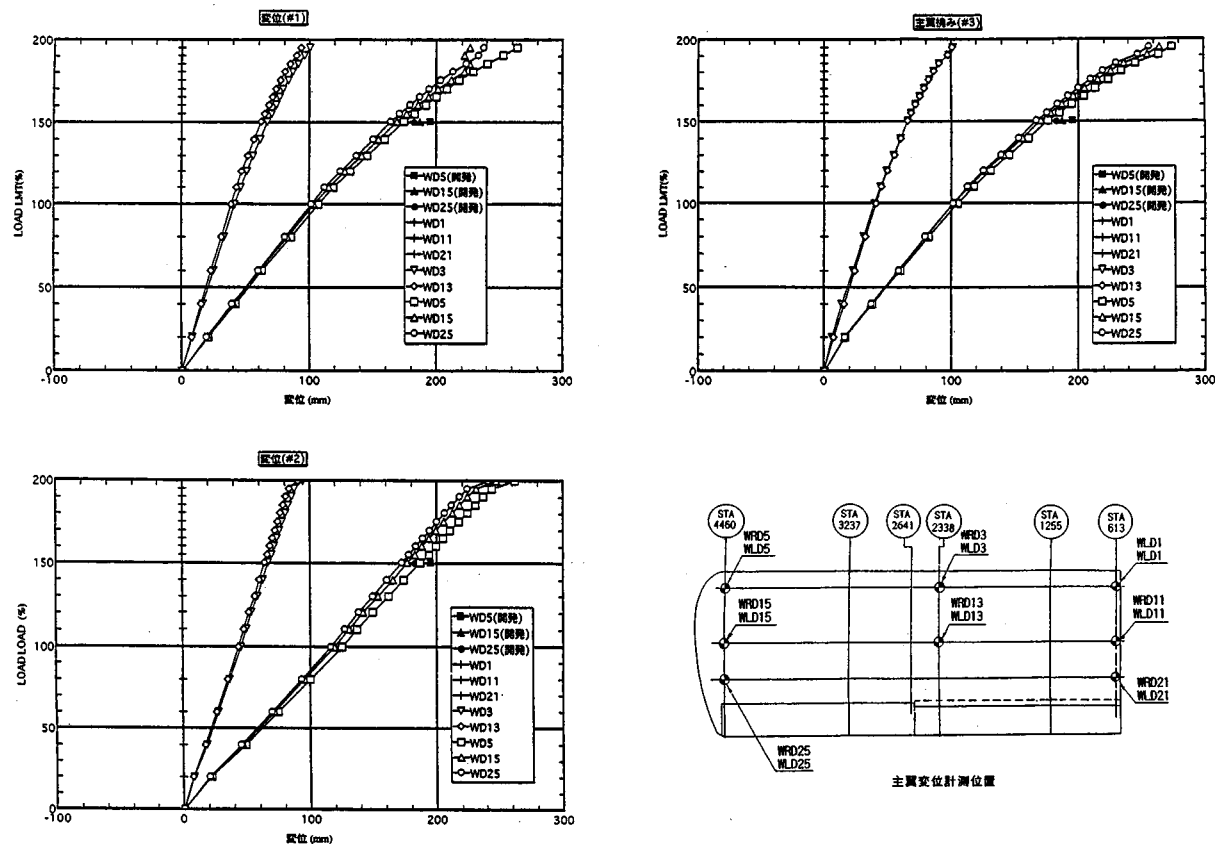 変位(#1)
200
150
100
50
0
LOAD LMT(%)
-100
0
100
200
300
変位 (mm)
WD5(開発)
WD15(開発)
WD25(開発)
WD1
WD11
WD21
WD3
WD13
WD5
WD15
WD25
主翼撓み(#3)
200
150
100
50
0
LOAD LMT(%)
-100
0
100
200
300
変位 (mm)
WD5(開発)
WD15(開発)
WD25(開発)
WD1
WD11
WD21
WD3
WD13
WD5
WD15
WD25
変位(#2)
200
150
100
50
0
LOAD LOAD (%)
-100
0
100
200
300
変位 (mm)
WD5(開発)
WD15(開発)
WD25(開発)
WD1
WD11
WD21
WD3
WD13
WD5
WD15
WD25
STA
4460
STA
3237
STA
2641
STA
2338
STA
1255
STA
613
WRD5
WLD5
WRD3
WLD3
WLD1
WLD1
WRD15
WLD15
WRD13
WLD13
WRD11
WLD11
WRD21
WLD21
WRD25
WLD25
主翼変位計測位置